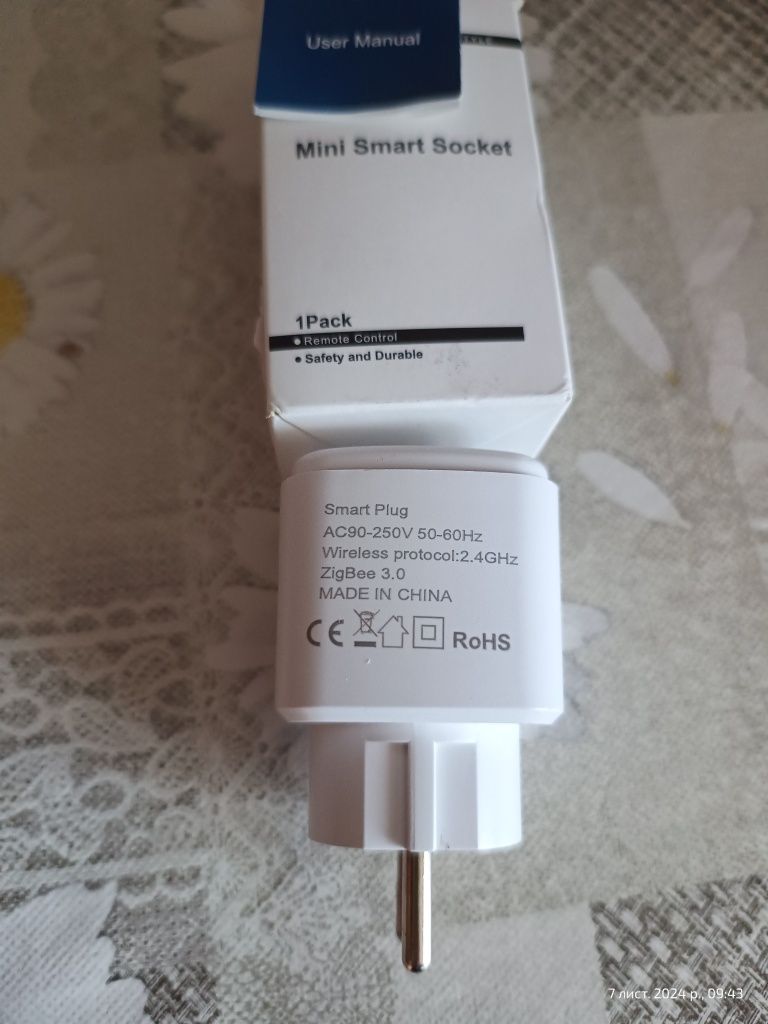 User Manual
Mini Smart Socket
1Pack
• Remote Control
• Safety and Durable
Smart Plug
AC90-250V 50-60Hz
Wireless protocol:2.4GHz
ZigBee 3.0
MADE IN CHINA
CE RoHS
7 лист. 2024 р., 09:43